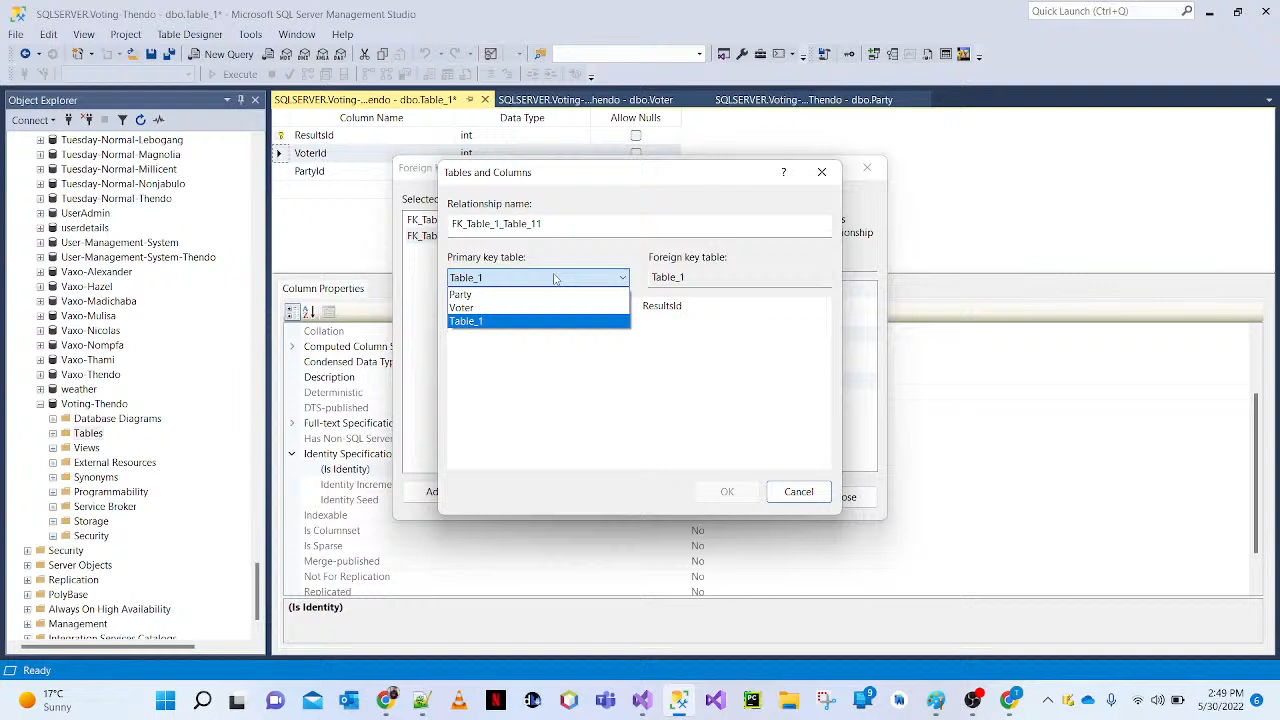 SQLSERVER.Voting-Thendo - dbo.Table_1* - Microsoft SQL Server Management Studio
Quick Launch (Ctrl+Q)
File Edit View Project Table Designer Tools Window Help
New Query
Execute
Object Explorer
SQLSERVER.Voting-...endo - dbo.Table_1*
SQLSERVER.Voting-...hendo - dbo.Voter
SQLSERVER.Voting-...Thendo - dbo.Party
Connect
Tuesday-Normal-Lebogang
Tuesday-Normal-Magnolia
Tuesday-Normal-Millicent
Tuesday-Normal-Nonjabulo
Tuesday-Normal-Thendo
UserAdmin
userdetails
User-Management-System
User-Management-System-Thendo
Vaxo-Alexander
Vaxo-Hazel
Vaxo-Madichaba
Vaxo-Mulisa
Vaxo-Nicolas
Vaxo-Nompfa
Vaxo-Thami
Vaxo-Thendo
weather
Voting-Thendo
Database Diagrams
Tables
Views
External Resources
Synonyms
Programmability
Service Broker
Storage
Security
Security
Server Objects
Replication
PolyBase
Always On High Availability
Management
Integration Services Catalogs
Column Name Data Type Allow Nulls
ResultsId int
VoterId int
PartyId
Foreign K
Selected
FK_Tab
FK_Tab
Ad
ose
Tables and Columns
?
Relationship name:
FK_Table_1_Table_11
Primary key table:
Foreign key table:
Table_1
Table_1
Party
Voter
Table_1
ResultsId
OK
Cancel
Column Properties
Collation
Computed Column S
Condensed Data Typ
Description
Deterministic
DTS-published
Full-text Specificati
Has Non-SQL Server
Identity Specificatio
(Is Identity)
Identity Increme
Identity Seed
Indexable
Is Columnset No
Is Sparse No
Merge-published No
Not For Replication No
Replicated No
(Is Identity)
Ready
17°C
Sunny
2:49 PM
5/30/2022